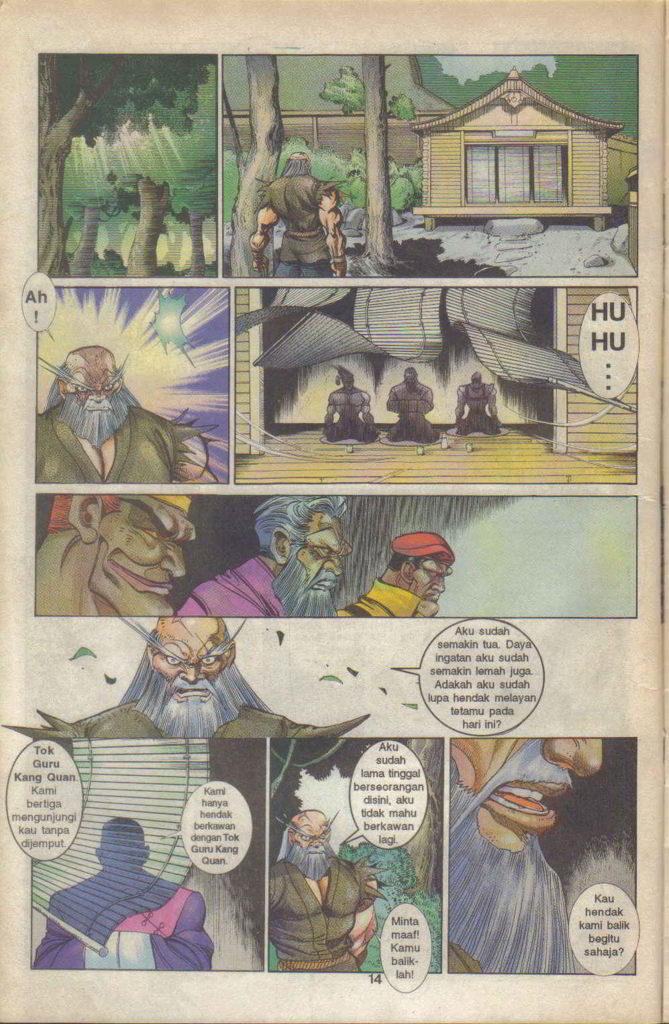 Ah
!
HU
HU
...
Aku sudah
semakin tua. Daya
ingatan aku sudah
semakin lemah juga.
Adakah aku sudah
lupa hendak melayan
tetamu pada
hari ini?
Tok Guru
Kang Quan.
Kami bertiga
mengunjungi
kau tanpa
dijemput.
Kami
hanya
hendak
berkawan
dengan Tok
Guru Kang
Quan.
Aku
sudah
lama tinggal
berseorangan
disini, aku
tidak mahu
berkawan
lagi.
Minta
maaf!
Kamu
balik-
lah!
Kau
hendak
kami balik
begitu
sahaja?
14